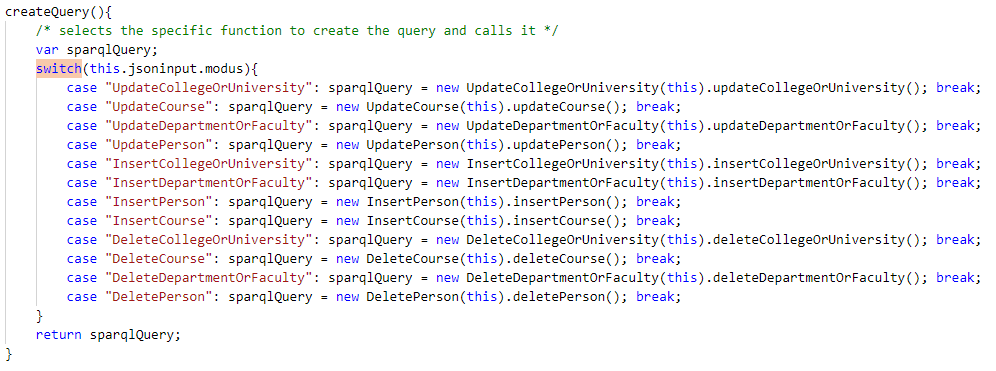 createQuery(){
/* selects the specific function to create the query and calls it */
var sparqlQuery;
switch(this.jsoninput.modus){
case "UpdateCollegeOrUniversity": sparqlQuery = new UpdateCollegeOrUniversity(this).updateCollegeOrUniversity(); break;
case "UpdateCourse": sparqlQuery = new UpdateCourse(this).updateCourse(); break;
case "UpdateDepartmentOrFaculty": sparqlQuery = new UpdateDepartmentOrFaculty(this).updateDepartmentOrFaculty(); break;
case "UpdatePerson": sparqlQuery = new UpdatePerson(this).updatePerson(); break;
case "InsertCollegeOrUniversity": sparqlQuery = new InsertCollegeOrUniversity(this).insertCollegeOrUniversity(); break;
case "InsertDepartmentOrFaculty": sparqlQuery = new InsertDepartmentOrFaculty(this).insertDepartmentOrFaculty(); break;
case "InsertPerson": sparqlQuery = new InsertPerson(this).insertPerson(); break;
case "InsertCourse": sparqlQuery = new InsertCourse(this).insertCourse(); break;
case "DeleteCollegeOrUniversity": sparqlQuery = new DeleteCollegeOrUniversity(this).deleteCollegeOrUniversity(); break;
case "DeleteCourse": sparqlQuery = new DeleteCourse(this).deleteCourse(); break;
case "DeleteDepartmentOrFaculty": sparqlQuery = new DeleteDepartmentOrFaculty(this).deleteDepartmentOrFaculty(); break;
case "DeletePerson": sparqlQuery = new DeletePerson(this).deletePerson(); break;
}
return sparqlQuery;
}